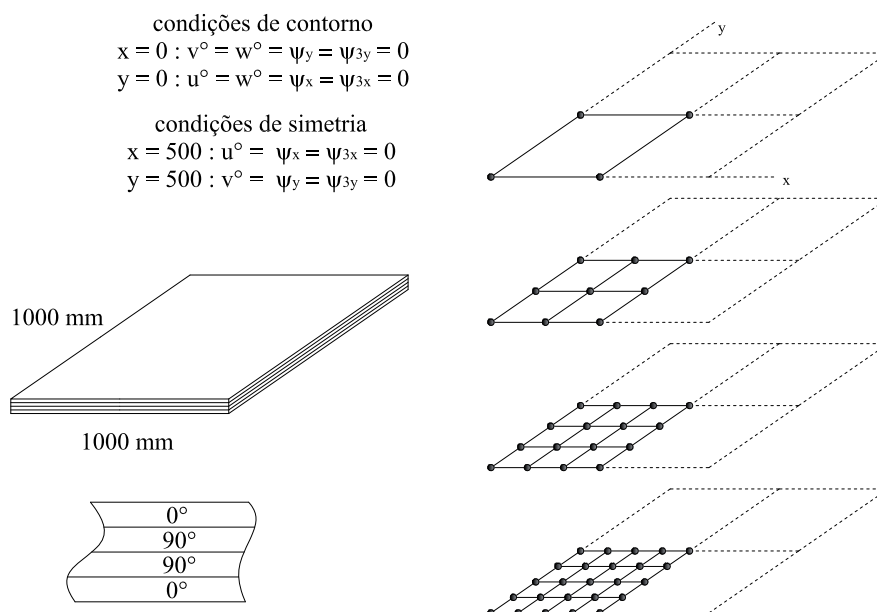 condições de contorno
x = 0 : v° = w° = ψy = ψ3y = 0
y = 0 : u° = w° = ψx = ψ3x = 0
condições de simetria
x = 500 : u° = ψx = ψ3x = 0
y = 500 : v° = ψy = ψ3y = 0
1000 mm
1000 mm
0°
90°
90°
0°
y
x